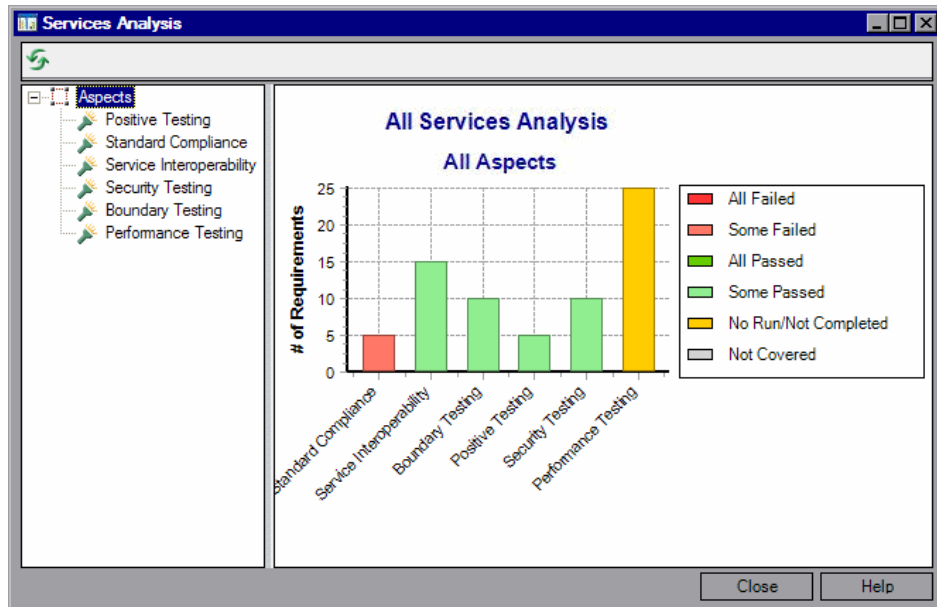 Services Analysis
Aspects
Positive Testing
Standard Compliance
Service Interoperability
Security Testing
Boundary Testing
Performance Testing
All Services Analysis
All Aspects
# of Requirements
25
20
15
10
5
0
Standard Compliance
Service Interoperability
Boundary Testing
Positive Testing
Security Testing
Performance Testing
All Failed
Some Failed
All Passed
Some Passed
No Run/Not Completed
Not Covered
Close
Help